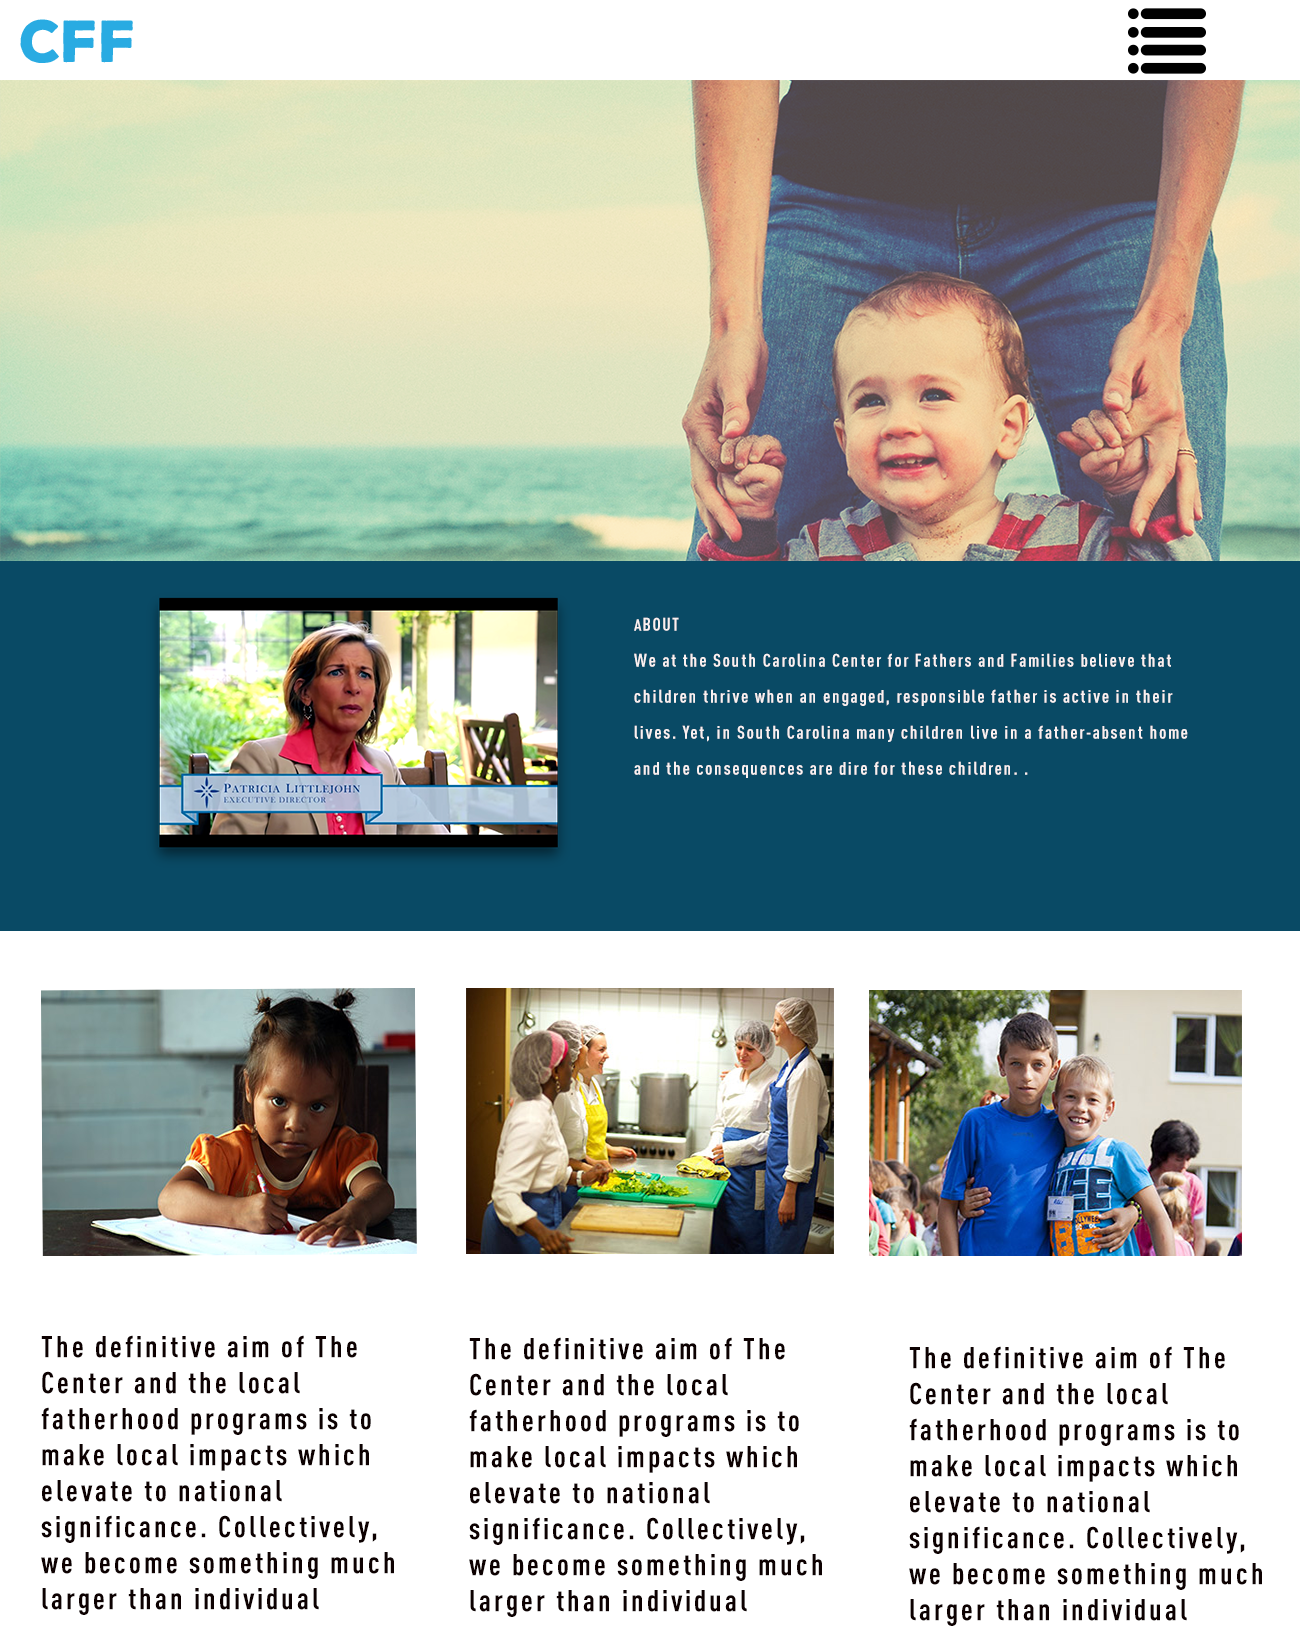 CFF
ABOUT
We at the South Carolina Center for Fathers and Families believe that
children thrive when an engaged, responsible father is active in their
lives. Yet, in South Carolina many children live in a father-absent home
and the consequences are dire for these children. .
PATRICIA LITTLEJOHN
EXECUTIVE DIRECTOR
The definitive aim of The
Center and the local
fatherhood programs is to
make local impacts which
elevate to national
significance. Collectively,
we become something much
larger than individual
The definitive aim of The
Center and the local
fatherhood programs is to
make local impacts which
elevate to national
significance. Collectively,
we become something much
larger than individual
The definitive aim of The
Center and the local
fatherhood programs is to
make local impacts which
elevate to national
significance. Collectively,
we become something much
larger than individual